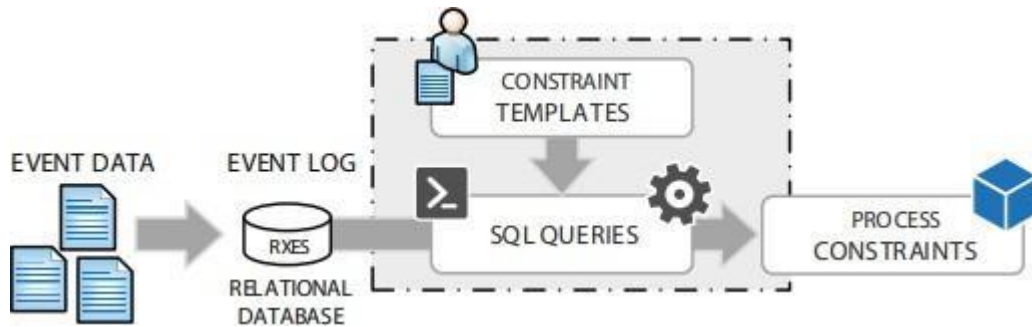 EVENT DATA
EVENT LOG
RXES
RELATIONAL
DATABASE
CONSTRAINT
TEMPLATES
SQL QUERIES
PROCESS
CONSTRAINTS